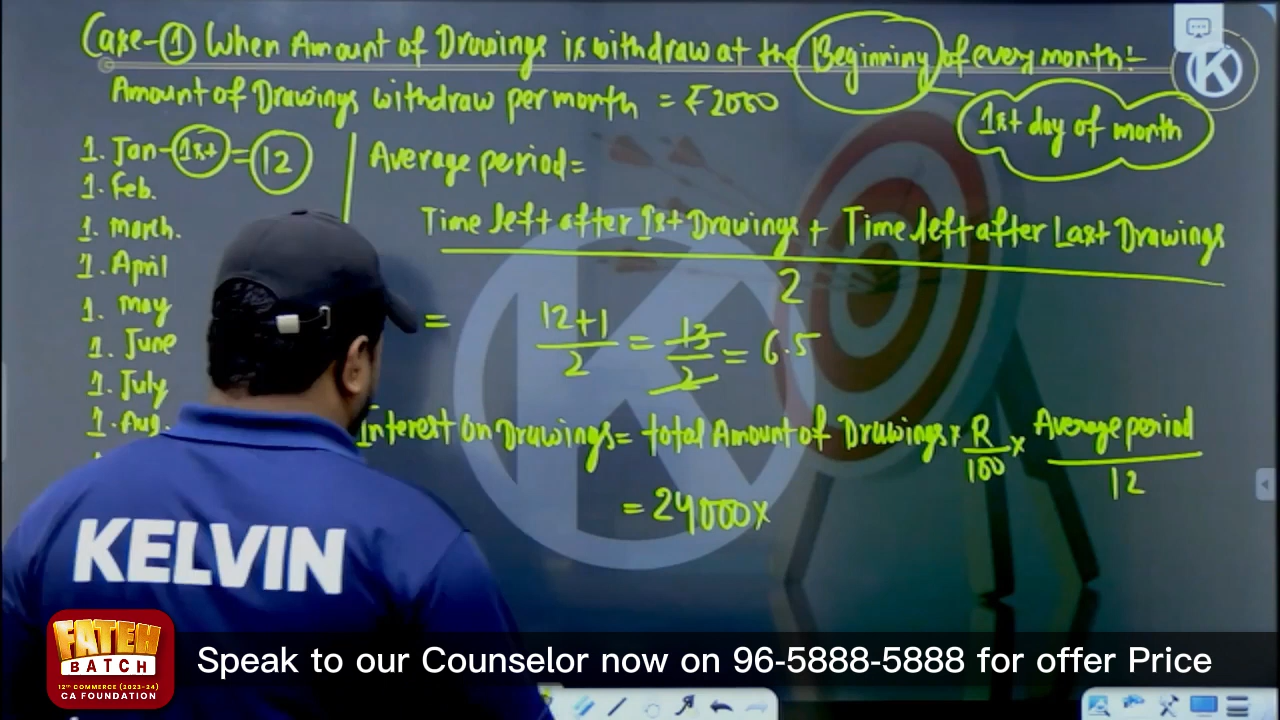 Case-① When Amount of Drawings is withdraw at the Beginning of every month:-
Amount of Drawings withdraw per month = ₹2000
1st day of month
K
1. Jan-1st = 12
1. Feb.
1. march.
1. April
1. May
1. June
1. July
1. Aug.
Average period=
Time left after 1st Drawings + Time left after Last Drawings
2
= 12+1 / 2 = 13 / 2 = 6.5
Interest on Drawings = total Amount of Drawings × R / 100 × Average period / 12
= 24000×
KELVIN
FATEH
BATCH
12TH COMMERCE (2023-24)
CA FOUNDATION
Speak to our Counselor now on 96-5888-5888 for offer Price